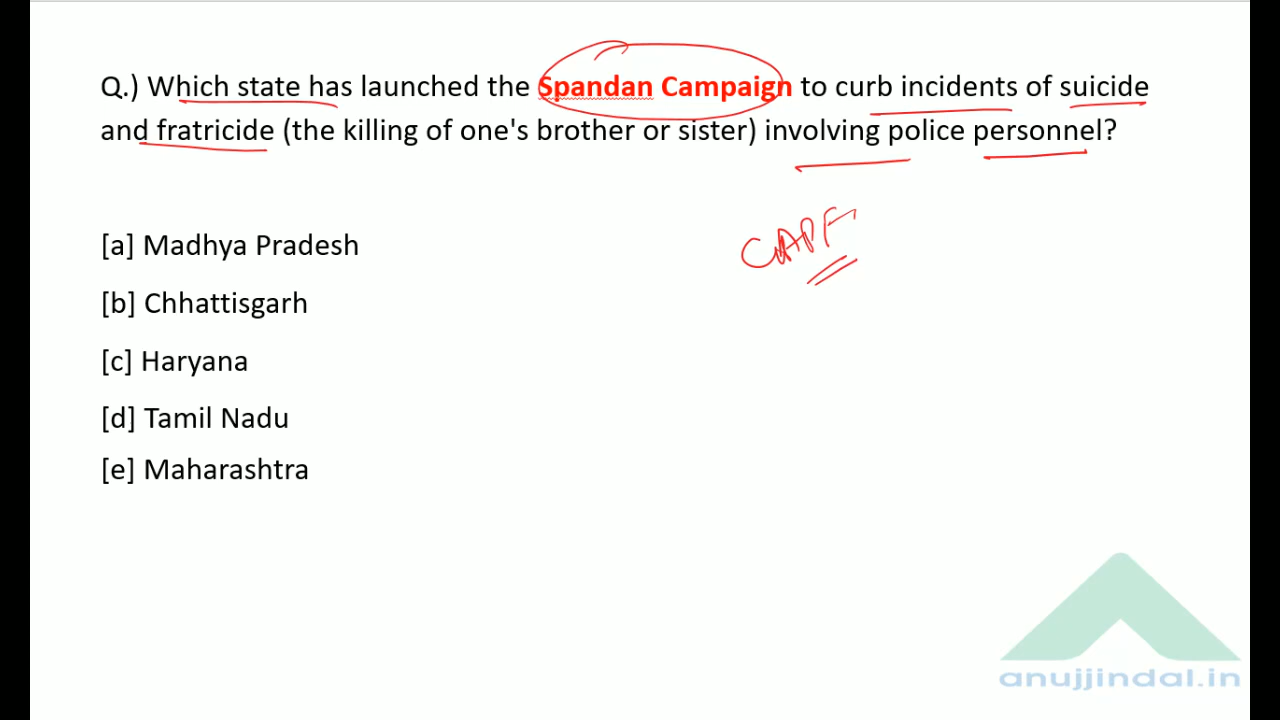 Q.) Which state has launched the Spandan Campaign to curb incidents of suicide
and fratricide (the killing of one's brother or sister) involving police personnel?
CAPF
[a] Madhya Pradesh
[b] Chhattisgarh
[c] Haryana
[d] Tamil Nadu
[e] Maharashtra
anujjindal.in